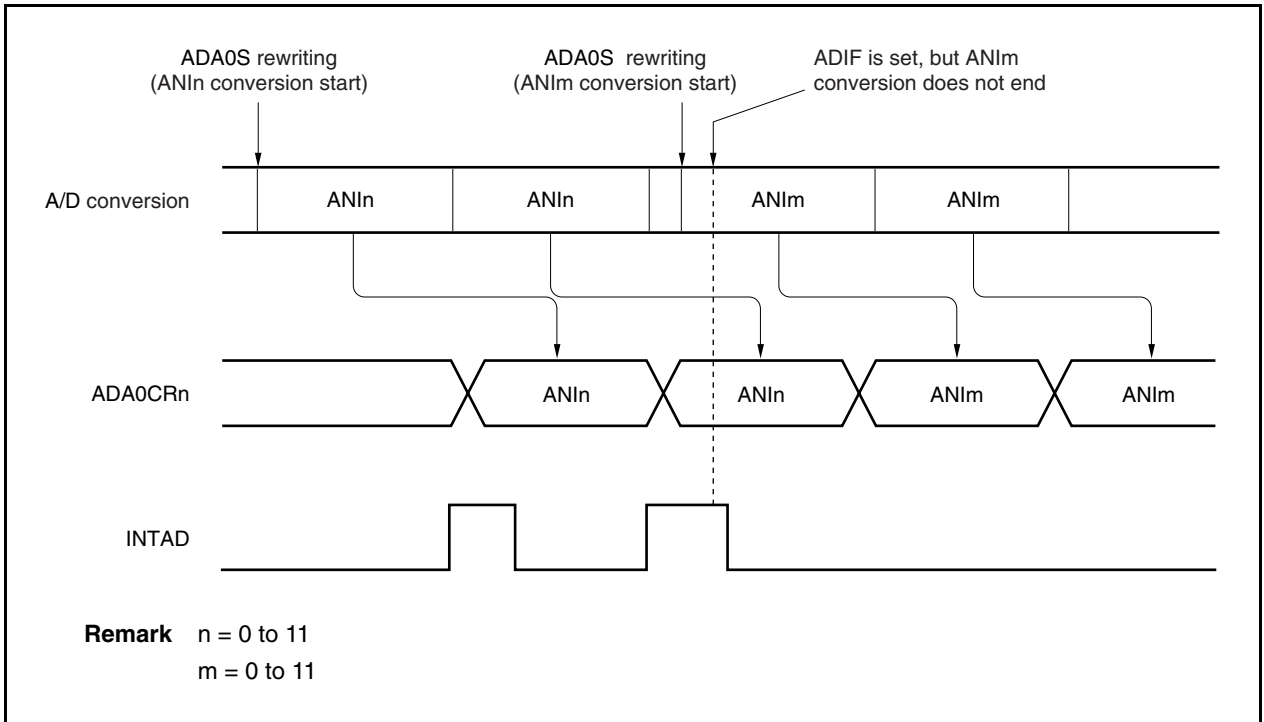 ADA0S rewriting
(ANIn conversion start)
ADA0S rewriting
(ANIm conversion start)
ADIF is set, but ANIm
conversion does not end
A/D conversion
ANIn
ANIn
ANIm
ANIm
ADA0CRn
ANIn
ANIn
ANIm
ANIm
INTAD
Remark n = 0 to 11
m = 0 to 11